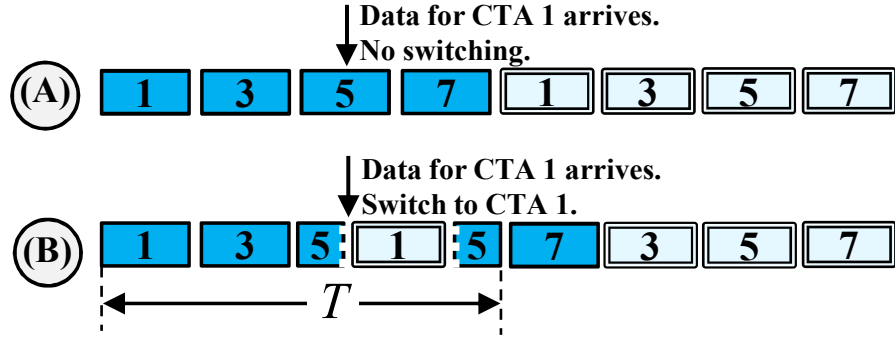 Data for CTA 1 arrives.
No switching.
(A) 1 3 5 7 1 3 5 7
Data for CTA 1 arrives.
Switch to CTA 1.
(B) 1 3 5 1 5 7 3 5 7
T